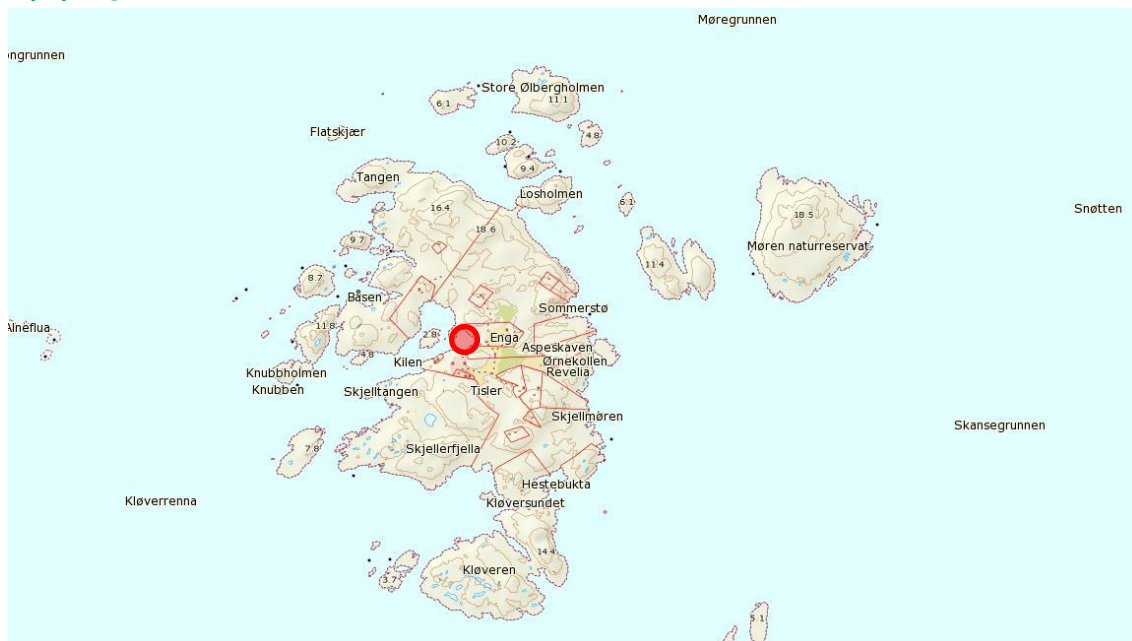 Møregrunnen
ongrunnen
Store Ølbergholmen
6.1
11.1
Flatskjær
4.8
10.2
9.4
Tangen
Losholmen
16.4
6.1
Snøtten
18.5
18.6
9.7
Møren naturreservat
11.4
8.7
Båsen
Sommerstø
11.8
2.8
Enga
Aspeskaven
4.8
Kilen
Ørnekollen
Knubbholmen
Revelia
Knubben
Skjelltangen
Tisler
Skjellmøren
Skansegrunnen
7.8
Skjellerfjella
Hestebukta
Kløverrenna
Kløversundet
14.4
Kløveren
3.7
5.1